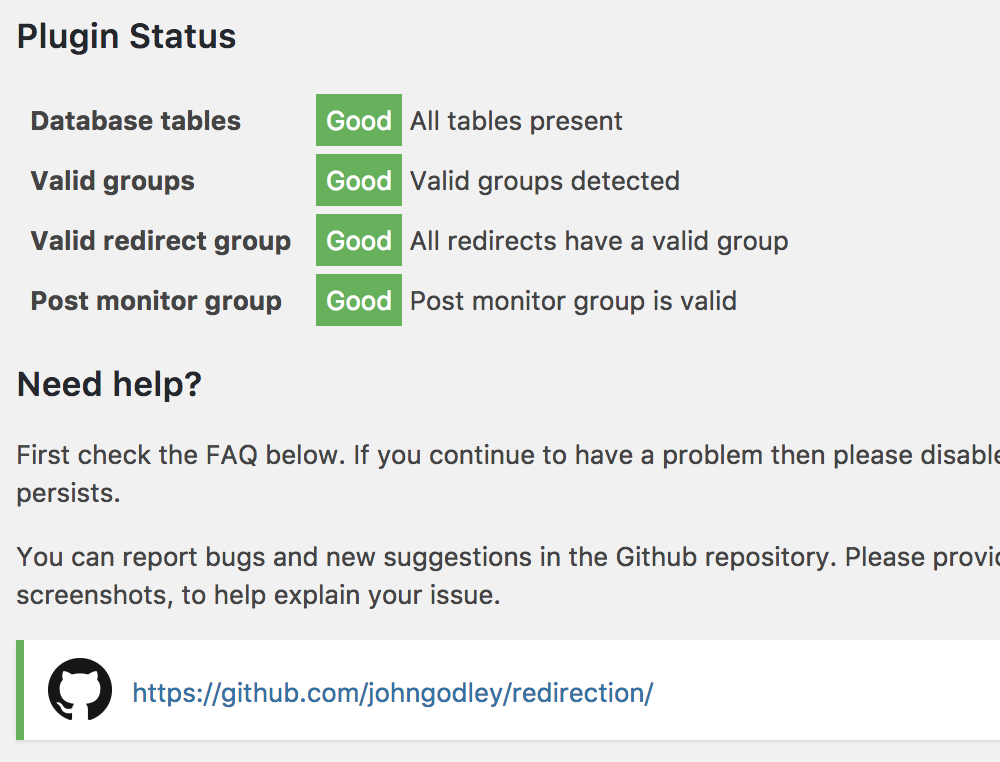 Plugin Status
Database tables Good All tables present
Valid groups Good Valid groups detected
Valid redirect group Good All redirects have a valid group
Post monitor group Good Post monitor group is valid
Need help?
First check the FAQ below. If you continue to have a problem then please disable
persists.
You can report bugs and new suggestions in the Github repository. Please
screenshots, to help explain your issue.
https://github.com/johngodley/redirection/